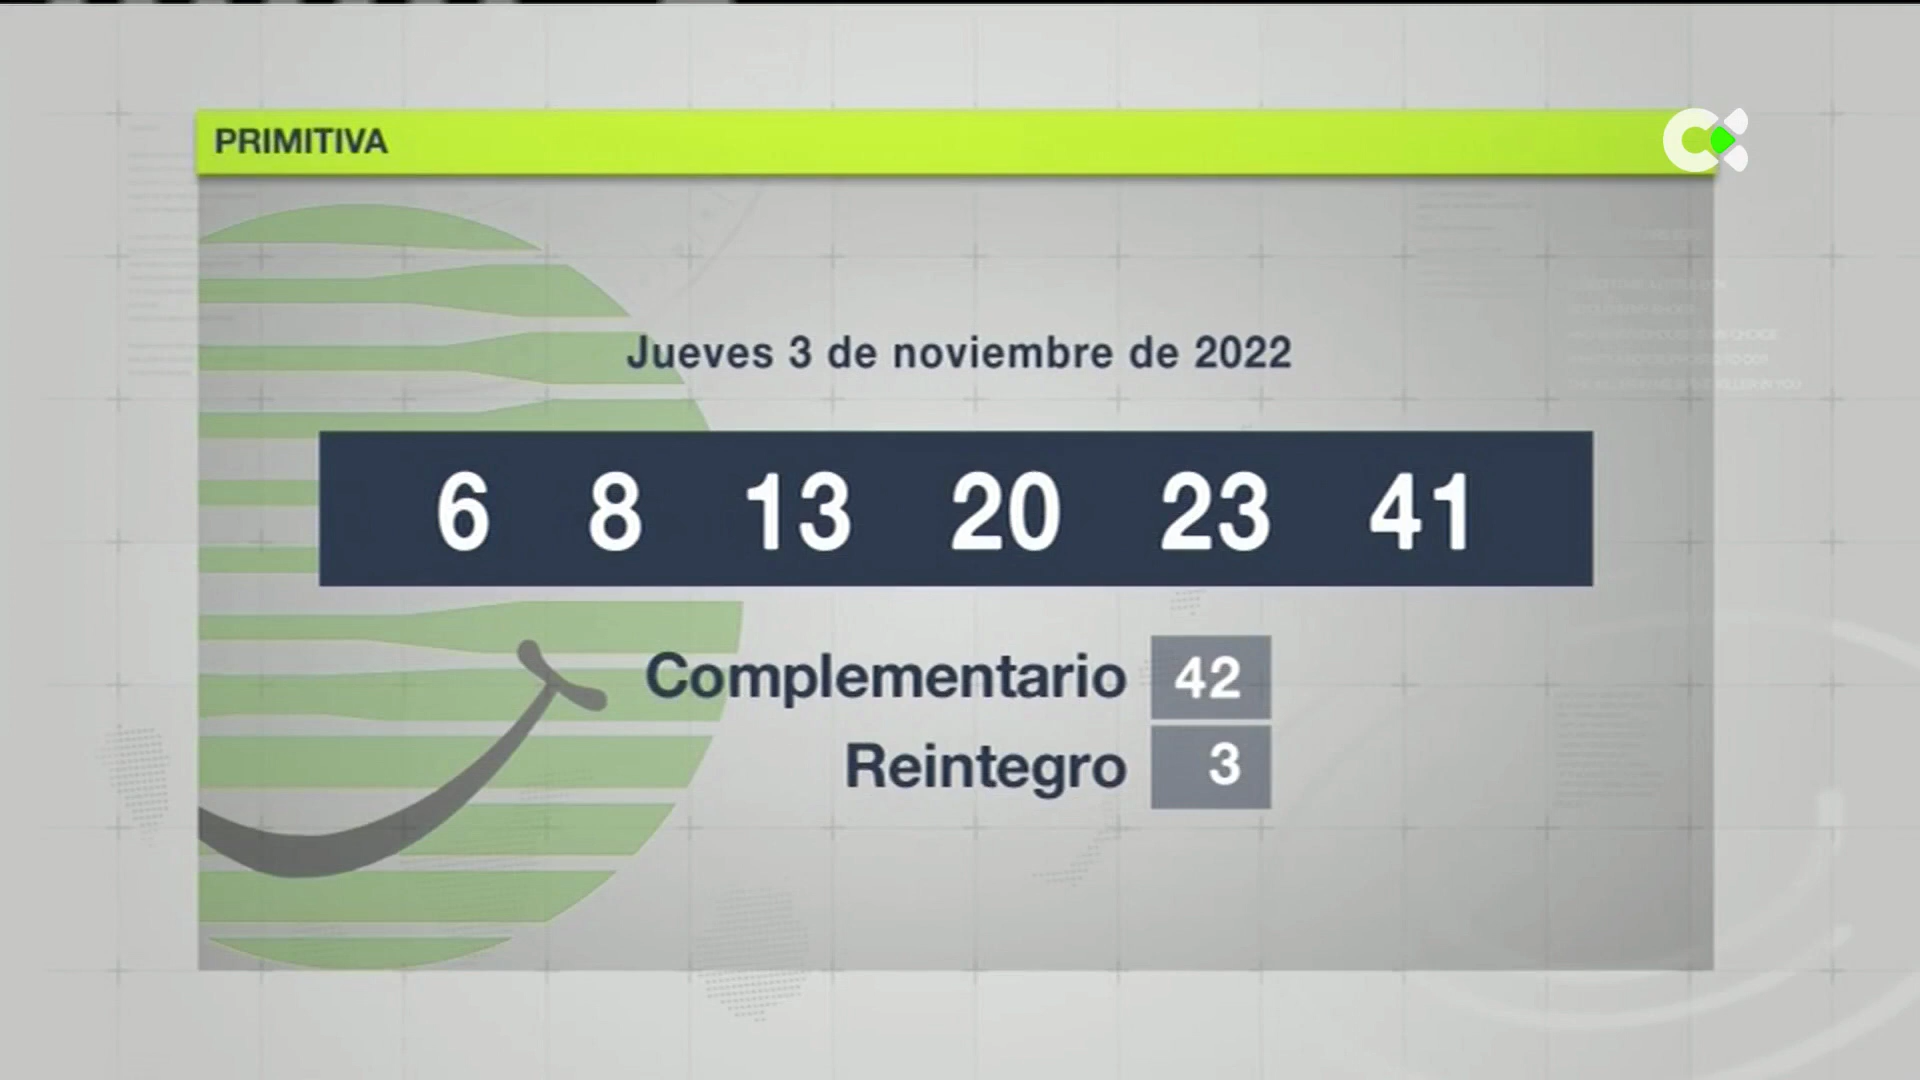 PRIMITIVA
Jueves 3 de noviembre de 2022
6 8 13 20 23 41
Complementario 42
Reintegro 3